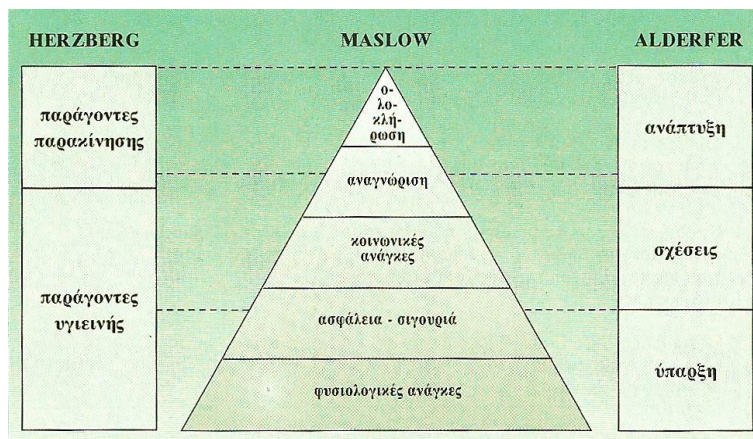 HERZBERG
MASLOW
ALDERFER
παράγοντες
παρακίνησης
παράγοντες
υγιεινής
ο-
λο-
κλή-
ρωση
αναγνώριση
κοινωνικές
ανάγκες
ασφάλεια - σιγουριά
φυσιολογικές ανάγκες
ανάπτυξη
σχέσεις
ύπαρξη